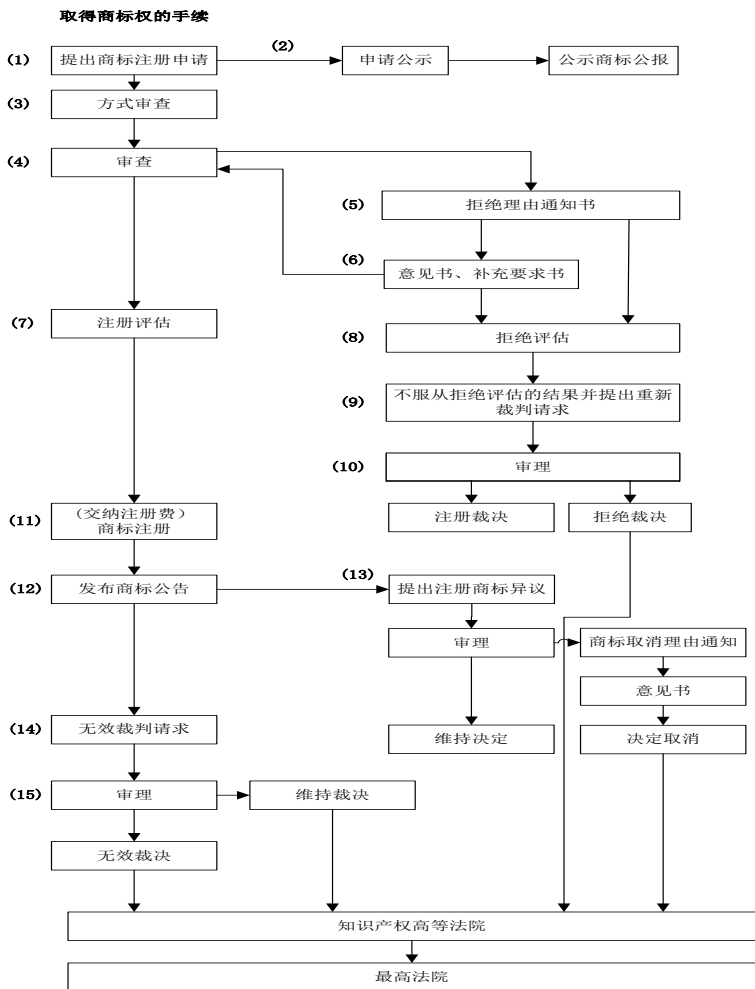 取得商标权的手续
(1) 提出商标注册申请 (2) 申请公示 公示商标公报
(3) 方式审查
(4) 审查
(5) 拒绝理由通知书
(6) 意见书、补充要求书
(7) 注册评估
(8) 拒绝评估
(9) 不服从拒绝评估的结果并提出重新
裁判请求
(10) 审理
注册裁决 拒绝裁决
(11) (交纳注册费)
商标注册
(12) 发布商标公告 (13) 提出注册商标异议
审理 商标取消理由通知
意见书
维持决定 决定取消
(14) 无效裁判请求
(15) 审理 维持裁决
无效裁决
知识产权高等法院
最高法院